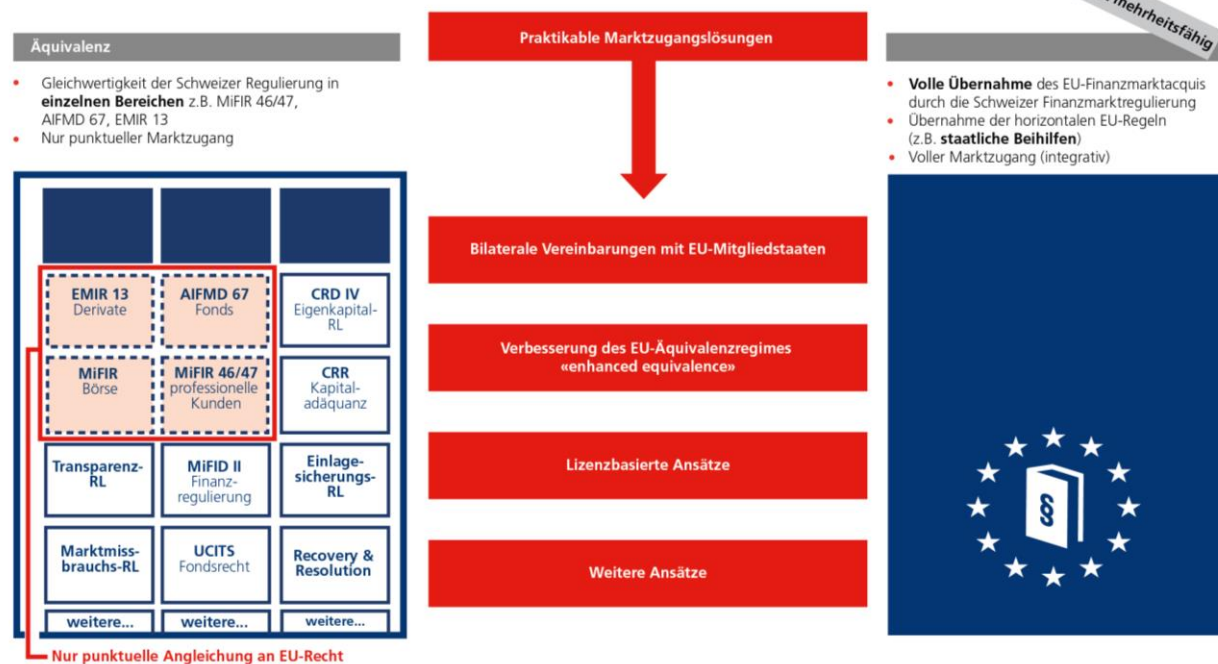 Äquivalenz
• Gleichwertigkeit der Schweizer Regulierung in
einzelnen Bereichen z.B. MiFIR 46/47,
AIFMD 67, EMIR 13
• Nur punktueller Marktzugang
EMIR 13
Derivate
AIFMD 67
Fonds
CRD IV
Eigenkapital-
RL
MiFIR
Börse
MiFIR 46/47
professionelle
Kunden
CRR
Kapital-
adäquanz
Transparenz-
RL
MiFID II
Finanz-
regulierung
Einlage-
sicherungs-
RL
Marktmiss-
brauchs-RL
UCITS
Fondsrecht
Recovery &
Resolution
weitere...
weitere...
weitere...
Nur punktuelle Angleichung an EU-Recht
Praktikable Marktzugangslösungen
Bilaterale Vereinbarungen mit EU-Mitgliedstaaten
Verbesserung des EU-Äquivalenzregimes
«enhanced equivalence»
Lizenzbasierte Ansätze
Weitere Ansätze
mehrheitsfähig
• Volle Übernahme des EU-Finanzmarktacquis
durch die Schweizer Finanzmarktregulierung
• Übernahme der horizontalen EU-Regeln
(z.B. staatliche Beihilfen)
• Voller Marktzugang (integrativ)
§